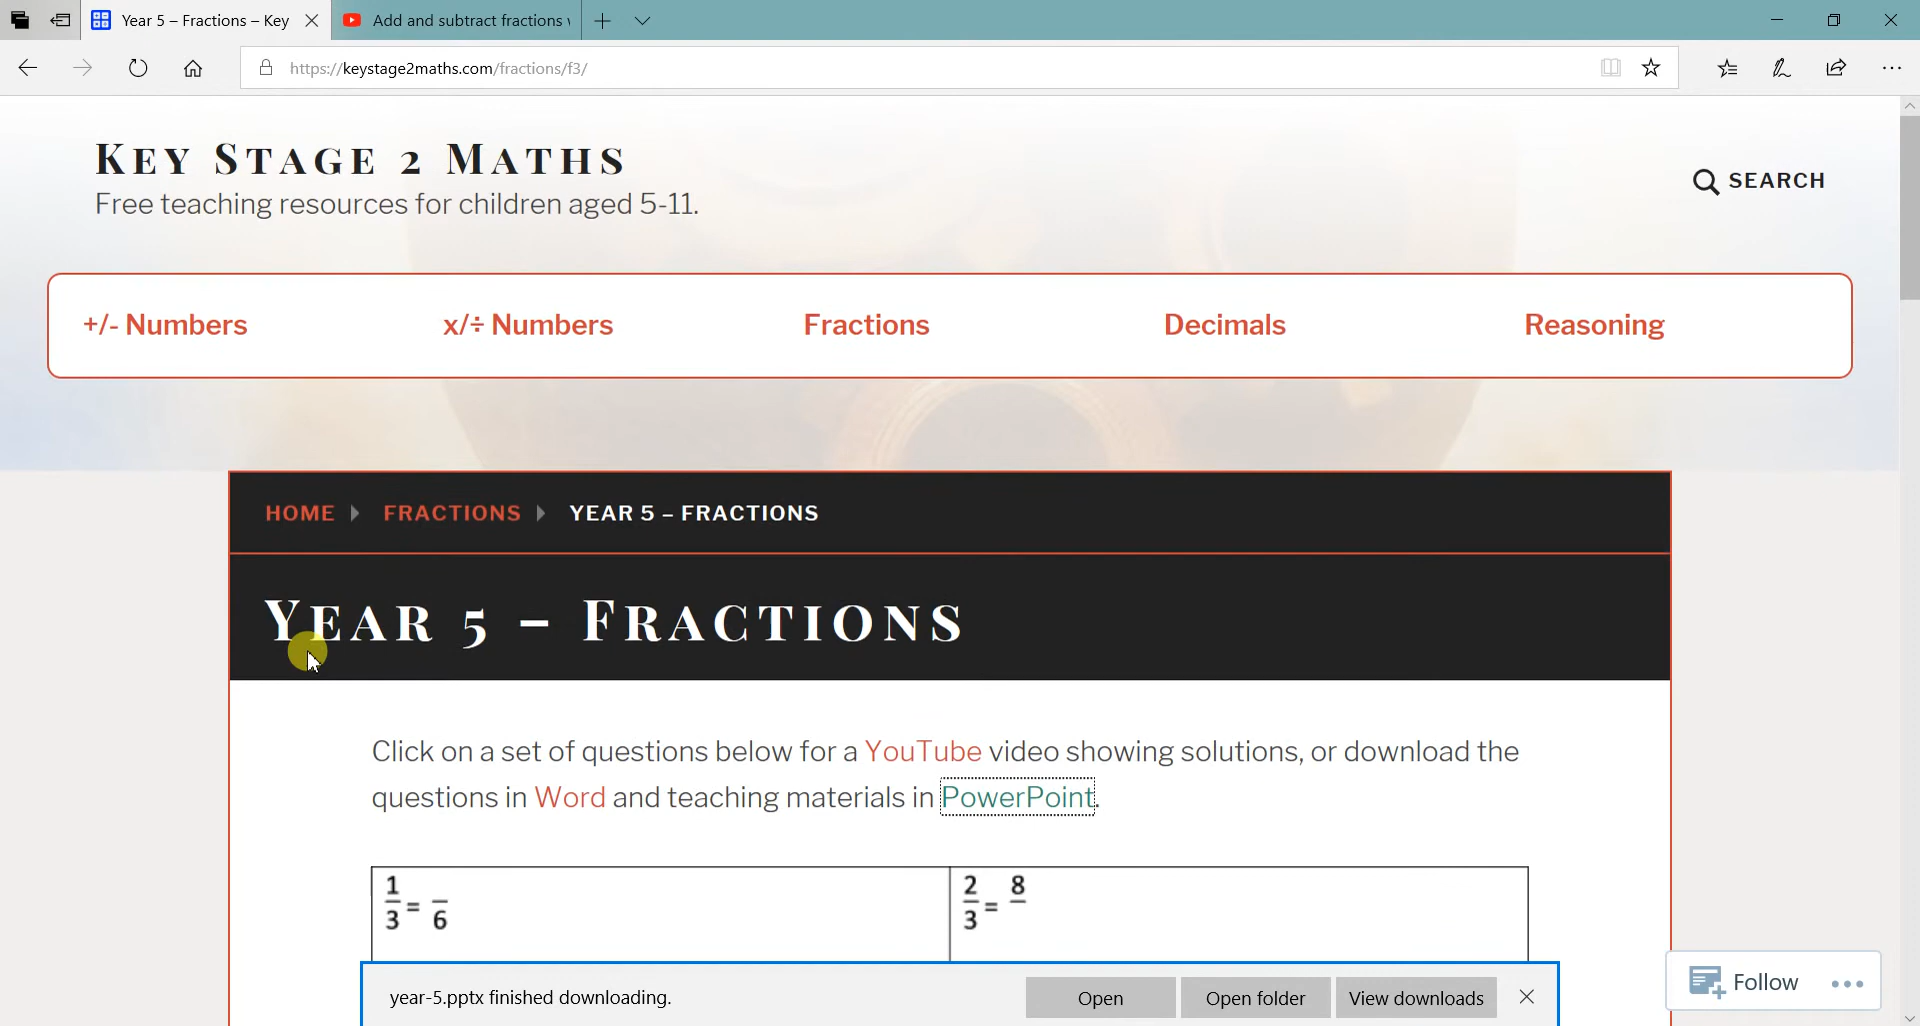 Year 5 – Fractions – Key
Add and subtract fractions
https://keystage2maths.com/fractions/f3/
KEY STAGE 2 MATHS
Free teaching resources for children aged 5-11.
SEARCH
+/- Numbers
x/÷ Numbers
Fractions
Decimals
Reasoning
HOME
FRACTIONS
YEAR 5 – FRACTIONS
YEAR 5 – FRACTIONS
Click on a set of questions below for a YouTube video showing solutions, or download the
questions in Word and teaching materials in PowerPoint.
1/3 = _/6
2/3 = 8/_
year-5.pptx finished downloading.
Open
Open folder
View downloads
Follow